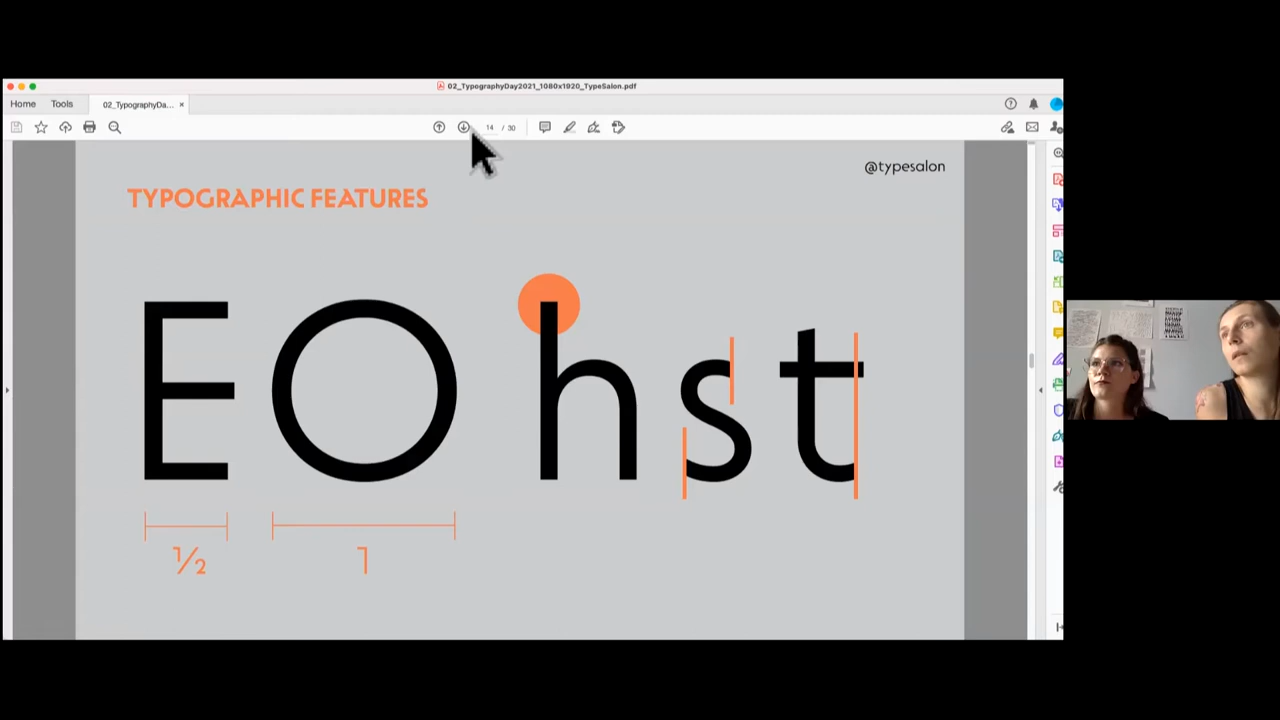 02_TypographyDay2021_1080x1920_TypeSalon.pdf
Home Tools 02_TypographyDa... ×
14 / 30
@typesalon
TYPOGRAPHIC FEATURES
EO hst
½ 1